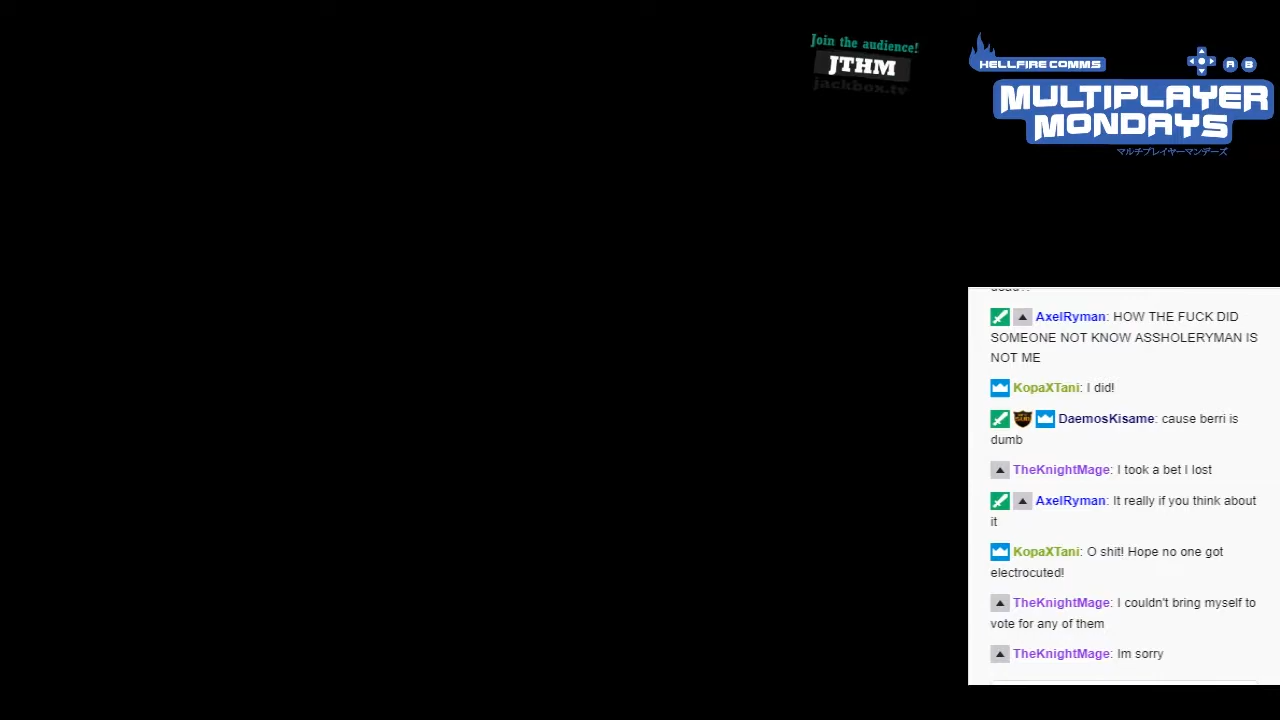 Join the audience!
JTHM
jackbox.tv
HELLFIRE COMMS
A B
MULTIPLAYER
MONDAYS
マルチプレイヤーマンデーズ
AxelRyman: HOW THE FUCK DID
SOMEONE NOT KNOW ASSHOLERYMAN IS
NOT ME
KopaXTani: I did!
DaemosKisame: cause berri is
dumb
TheKnightMage: I took a bet I lost
AxelRyman: It really if you think about
it
KopaXTani: O shit! Hope no one got
electrocuted!
TheKnightMage: I couldn't bring myself to
vote for any of them
TheKnightMage: Im sorry